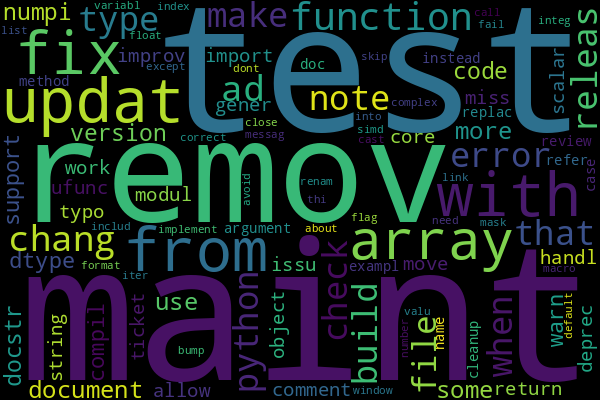 numpi
type
make
function
list
variabl
index
float
fix
improv
import
doc
instead
call
fail
integ
test
method
except
dont
skip
code
scalar
releas
updat
ad
gener
close
messag
note
complex
into
simd
cast
miss
replac
version
correct
core
more
review
support
remov
work
ufunc
modul
avoid
renam
thi
error
refer
case
typo
includ
implement
argument
about
flag
link
need
mask
with
chang
from
array
that
dtype
format
iter
issu
check
exampl
move
handl
macro
maint
docstr
string
compil
ticket
use
python
object
build
valu
number
file
name
cleanup
when
warn
default
deprec
bump
window
document
allow
comment
some
return